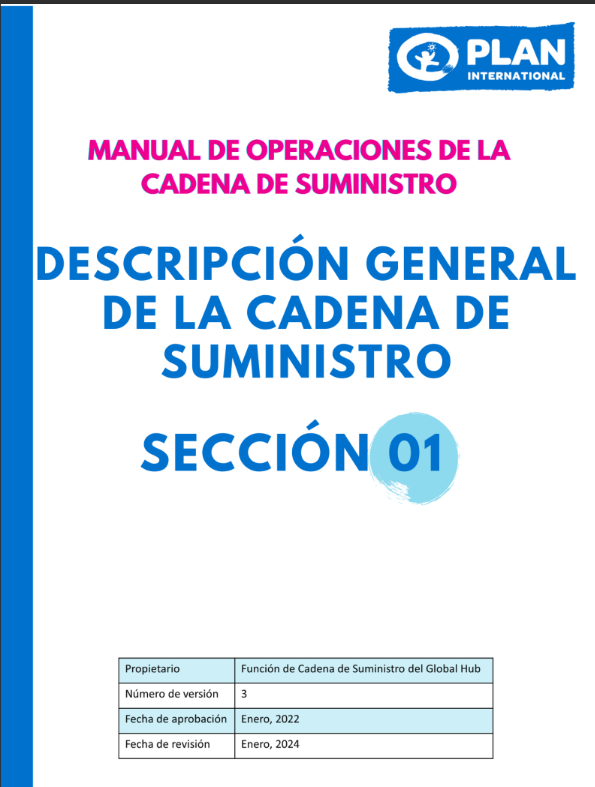 PLAN
INTERNATIONAL
MANUAL DE OPERACIONES DE LA
CADENA DE SUMINISTRO
DESCRIPCIÓN GENERAL
DE LA CADENA DE
SUMINISTRO
SECCIÓN 01
Propietario Función de Cadena de Suministro del Global Hub
Número de versión 3
Fecha de aprobación Enero, 2022
Fecha de revisión Enero, 2024